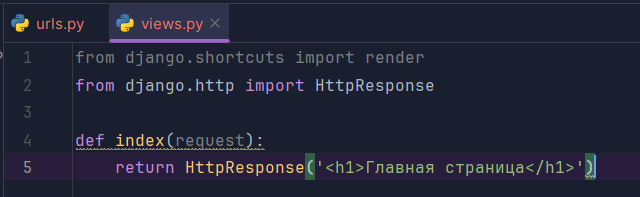 urls.py views.py
1 from django.shortcuts import render
2 from django.http import HttpResponse
3
4 def index(request):
5     return HttpResponse('<h1>Главная страница</h1>')